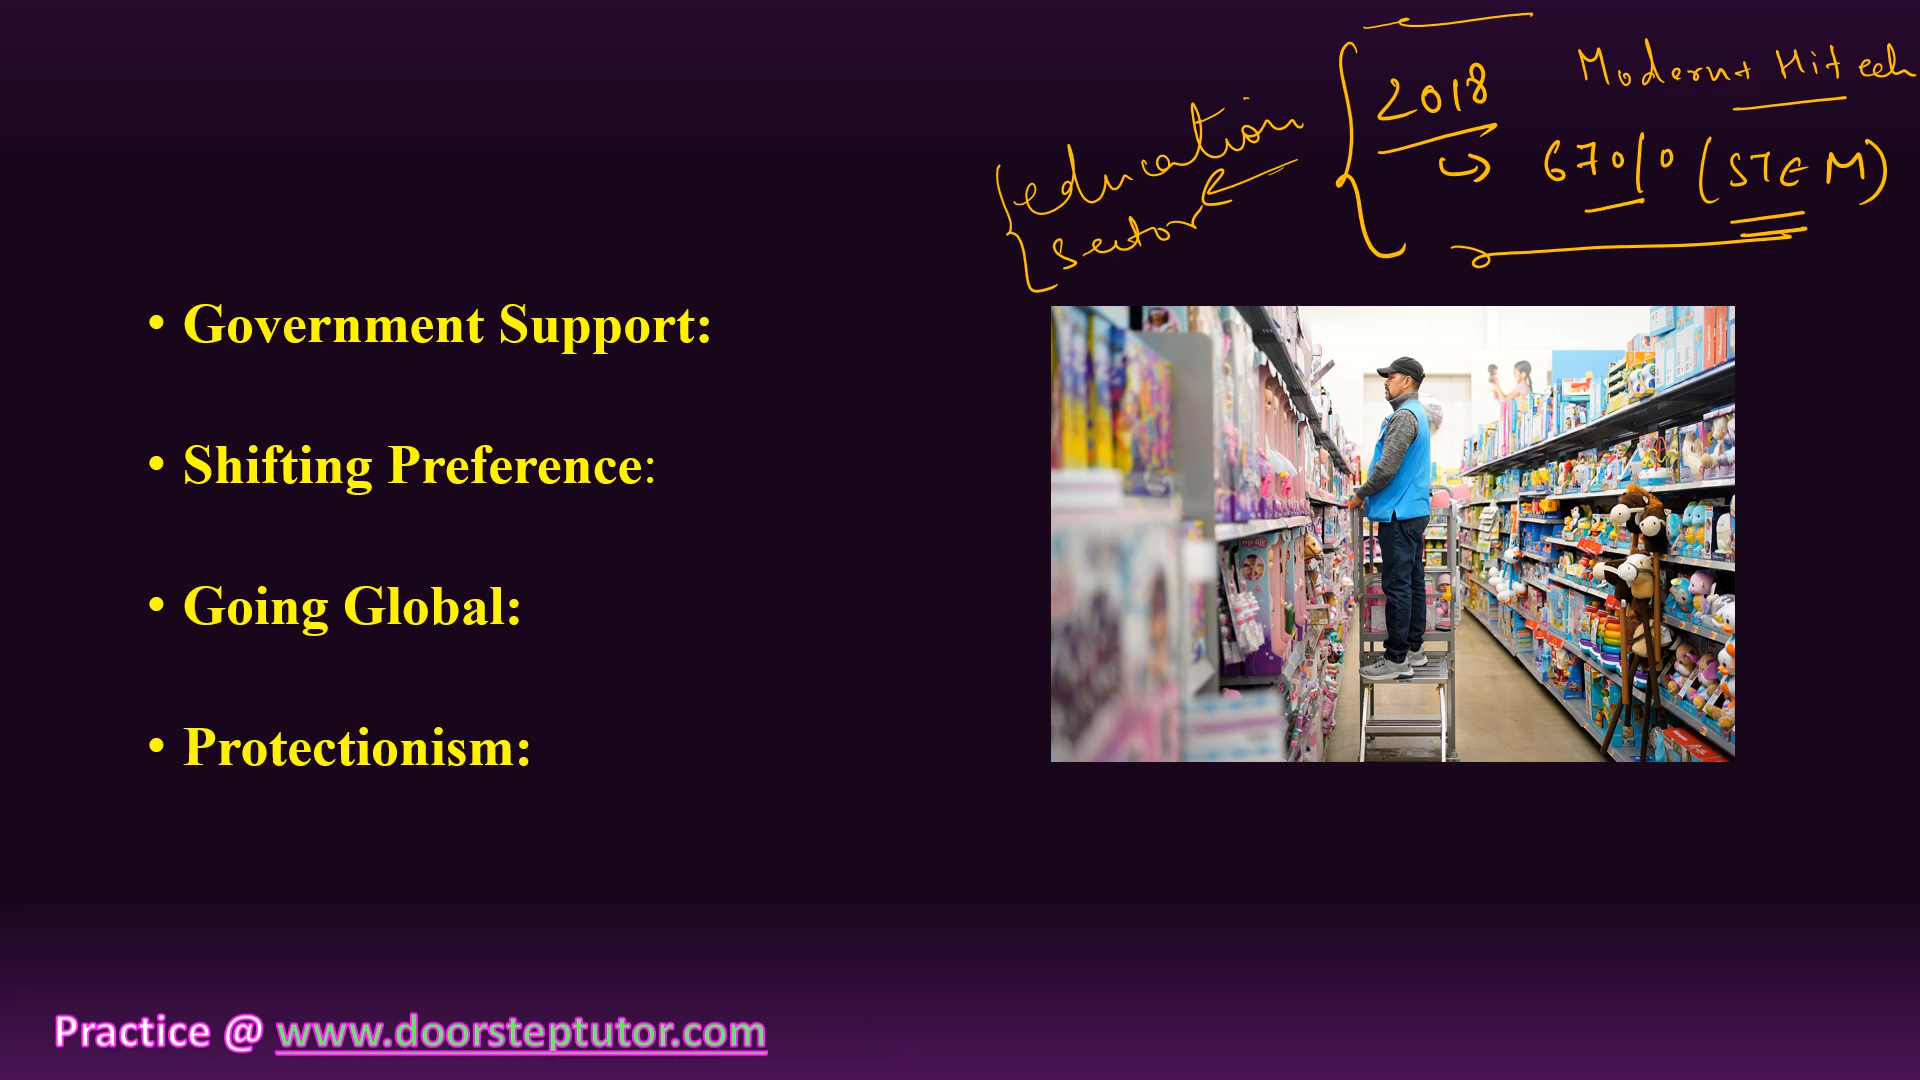 Modern + Hitech
2018
67% (STEM)
education
sector
• Government Support:
• Shifting Preference:
• Going Global:
• Protectionism:
Practice @ www.doorsteptutor.com